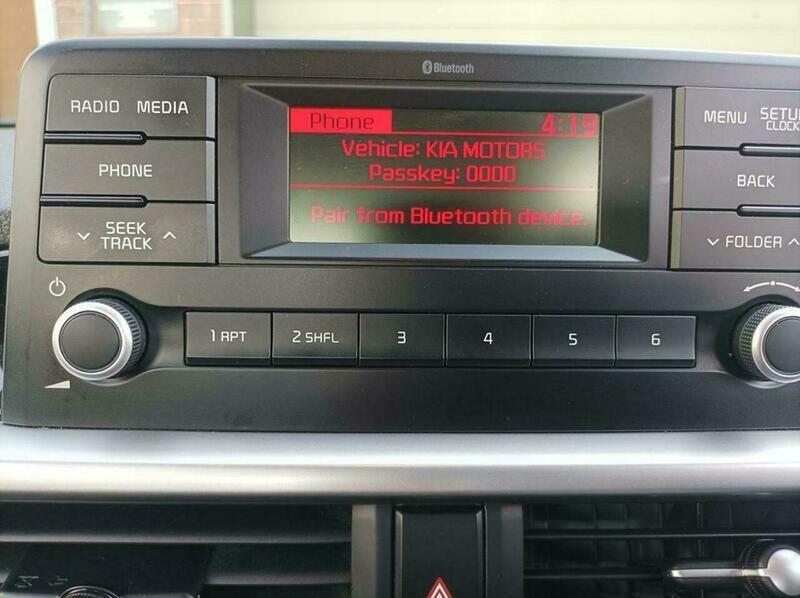 Bluetooth
RADIO MEDIA
PHONE
SEEK
TRACK
Phone 4:19
Vehicle: KIA MOTORS
Passkey: 0000
Pair from Bluetooth device.
MENU SETUP
CLOCK
BACK
FOLDER
1 RPT 2 SHFL 3 4 5 6